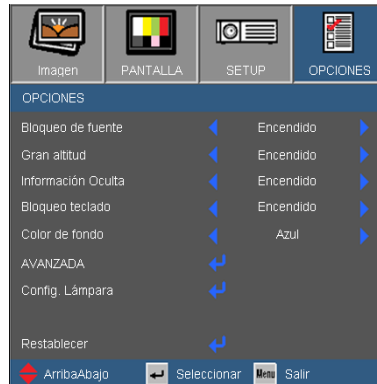 Imagen PANTALLA SETUP OPCIONES
OPCIONES
Bloqueo de fuente Encendido
Gran altitud Encendido
Información Oculta Encendido
Bloqueo teclado Encendido
Color de fondo Azul
AVANZADA
Config. Lámpara
Restablecer
ArribaAbajo Seleccionar Menu Salir